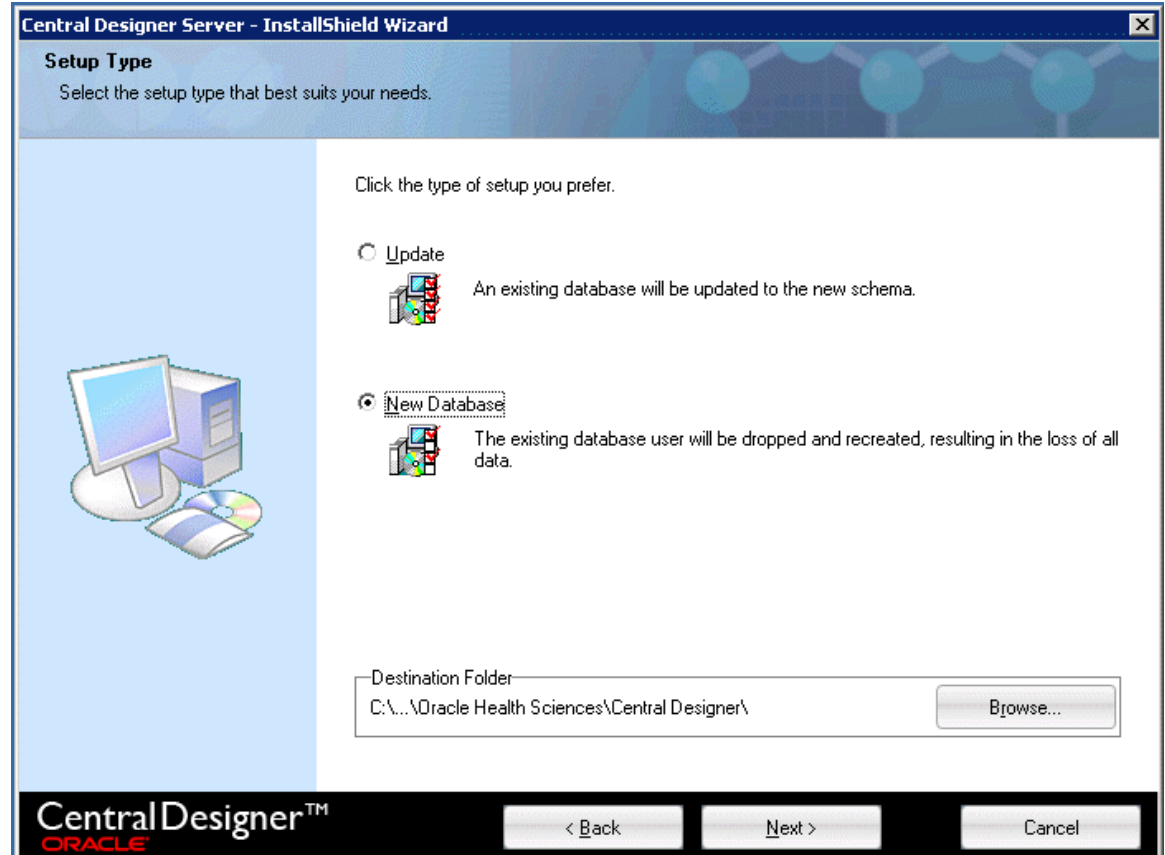 Central Designer Server - InstallShield Wizard
Setup Type
Select the setup type that best suits your needs.
Click the type of setup you prefer.
Update
An existing database will be updated to the new schema.
New Database
The existing database user will be dropped and recreated, resulting in the loss of all
data.
Destination Folder
C:\...\Oracle Health Sciences\Central Designer\
Browse...
Central Designer™
ORACLE
< Back
Next >
Cancel